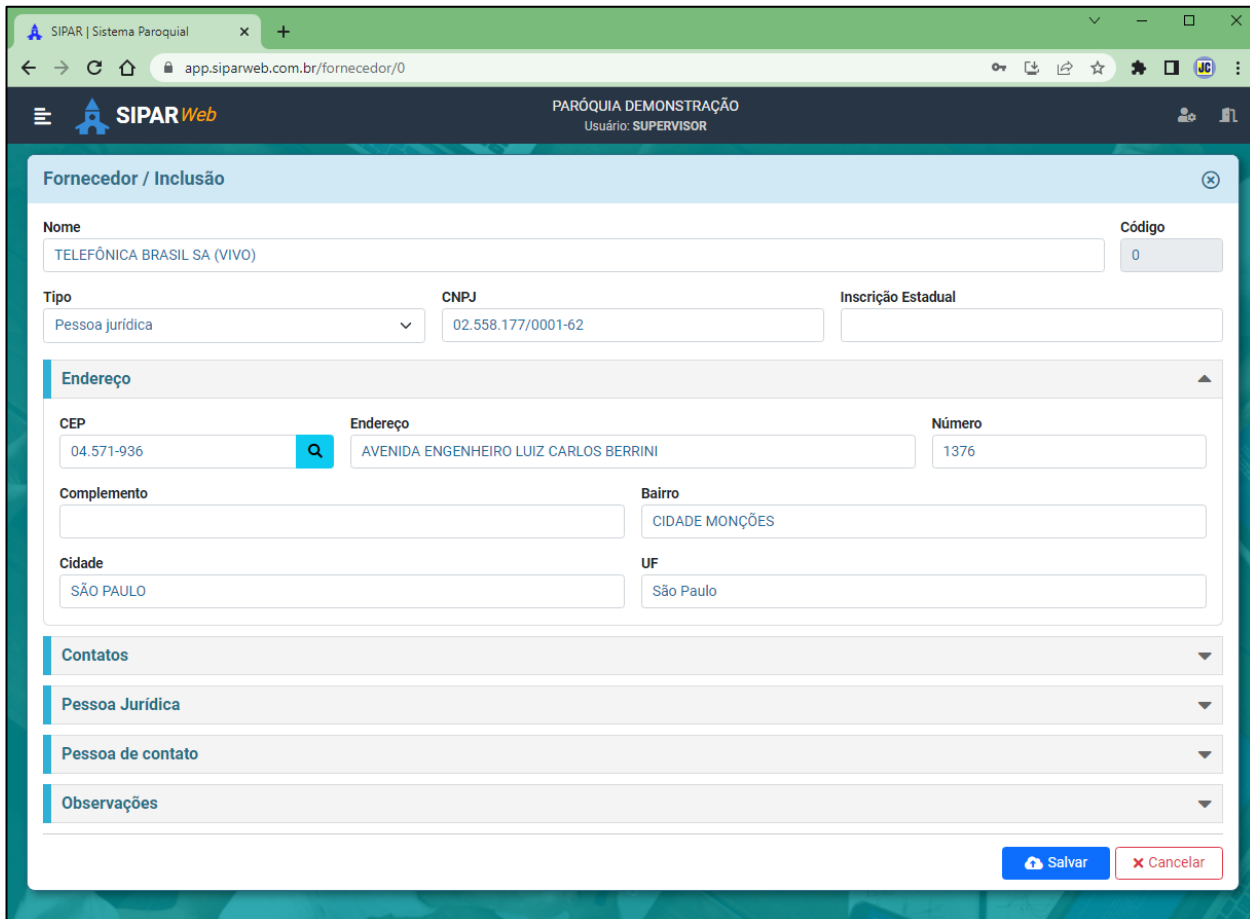 SIPAR | Sistema Paroquial
app.siparweb.com.br/fornecedor/0
JC
SIPAR Web
PARÓQUIA DEMONSTRAÇÃO
Usuário: SUPERVISOR
Fornecedor / Inclusão
Nome Código
TELEFÔNICA BRASIL SA (VIVO) 0
Tipo CNPJ Inscrição Estadual
Pessoa jurídica 02.558.177/0001-62
Endereço
CEP Endereço Número
04.571-936 AVENIDA ENGENHEIRO LUIZ CARLOS BERRINI 1376
Complemento Bairro
CIDADE MONÇÕES
Cidade UF
SÃO PAULO São Paulo
Contatos
Pessoa Jurídica
Pessoa de contato
Observações
Salvar Cancelar